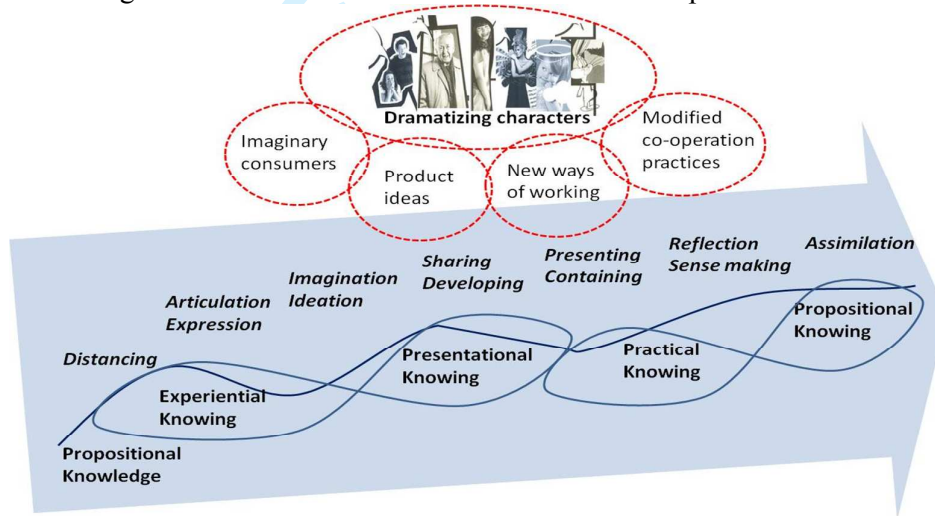 Dramatizing characters
Imaginary
consumers
Product
ideas
New ways
of working
Modified
co-operation
practices
Distancing
Articulation
Expression
Imagination
Ideation
Sharing
Developing
Presenting
Containing
Reflection
Sense making
Assimilation
Propositional
Knowledge
Experiential
Knowing
Presentational
Knowing
Practical
Knowing
Propositional
Knowing